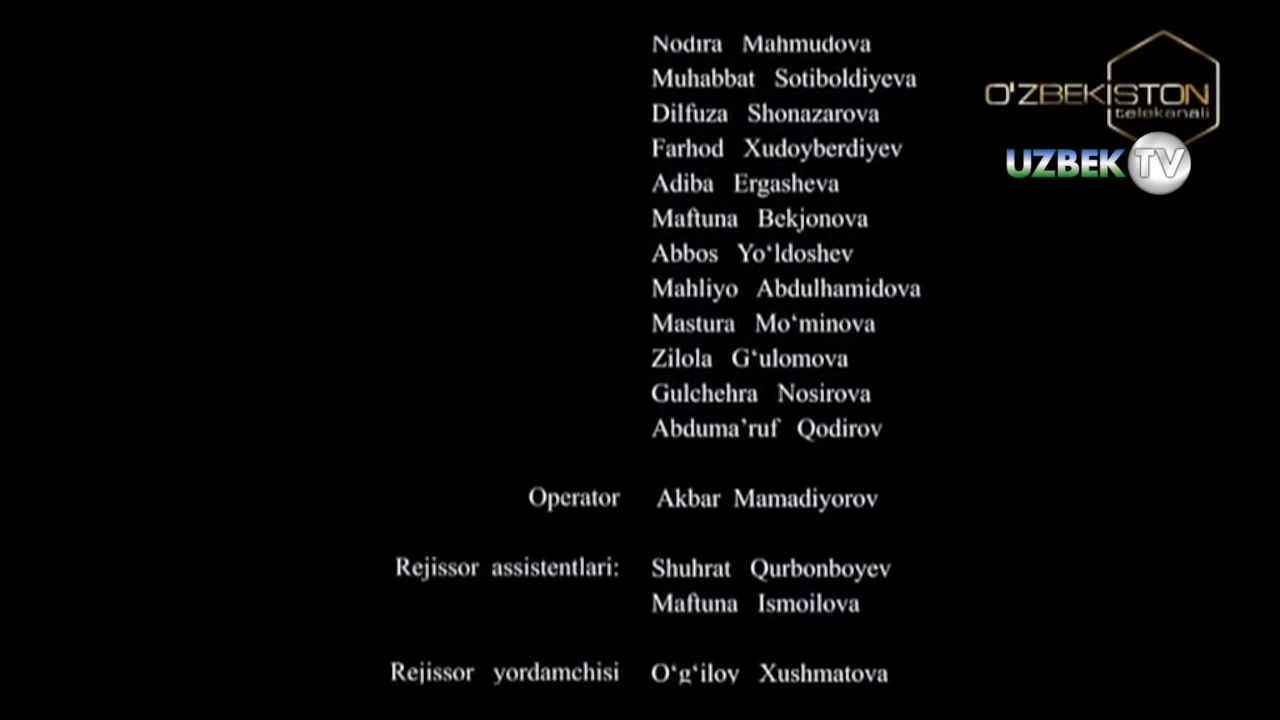 Nodira Mahmudova
Muhabbat Sotiboldiyeva
Dilfuza Shonazarova
Farhod Xudoyberdiyev
Adiba Ergasheva
Maftuna Bekjonova
Abbos Yo‘ldoshev
Mahliyo Abdulhamidova
Mastura Mo‘minova
Zilola G‘ulomova
Gulchehra Nosirova
Abduma’ruf Qodirov
Operator Akbar Mamadiyorov
Rejissor assistentlari: Shuhrat Qurbonboyev
Maftuna Ismoilova
Rejissor yordamchisi O‘g‘iloy Xushmatova
O'ZBEKISTON
telekanali
UZBEK TV